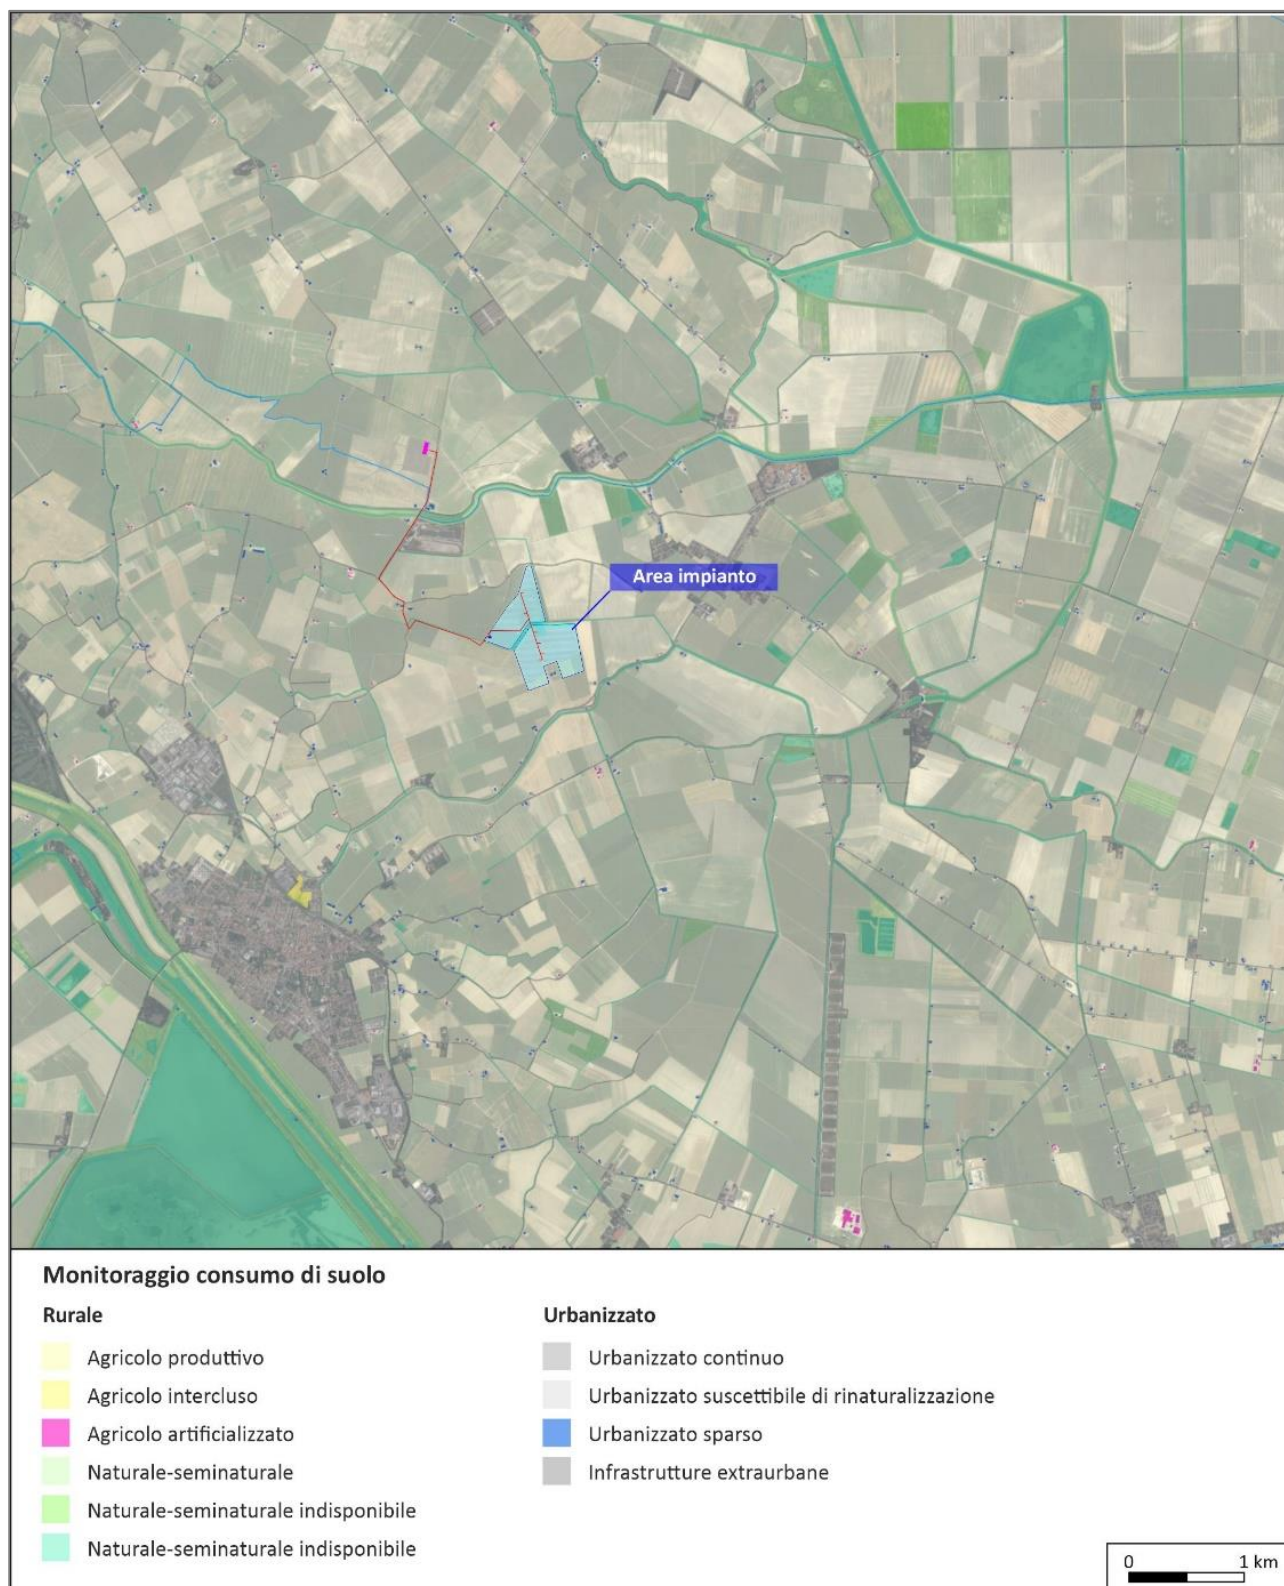 Area impianto
Monitoraggio consumo di suolo
Rurale
Agricolo produttivo
Agricolo intercluso
Agricolo artificializzato
Naturale-seminaturale
Naturale-seminaturale indisponibile
Naturale-seminaturale indisponibile
Urbanizzato
Urbanizzato continuo
Urbanizzato suscettibile di rinaturalizzazione
Urbanizzato sparso
Infrastrutture extraurbane
0 1 km